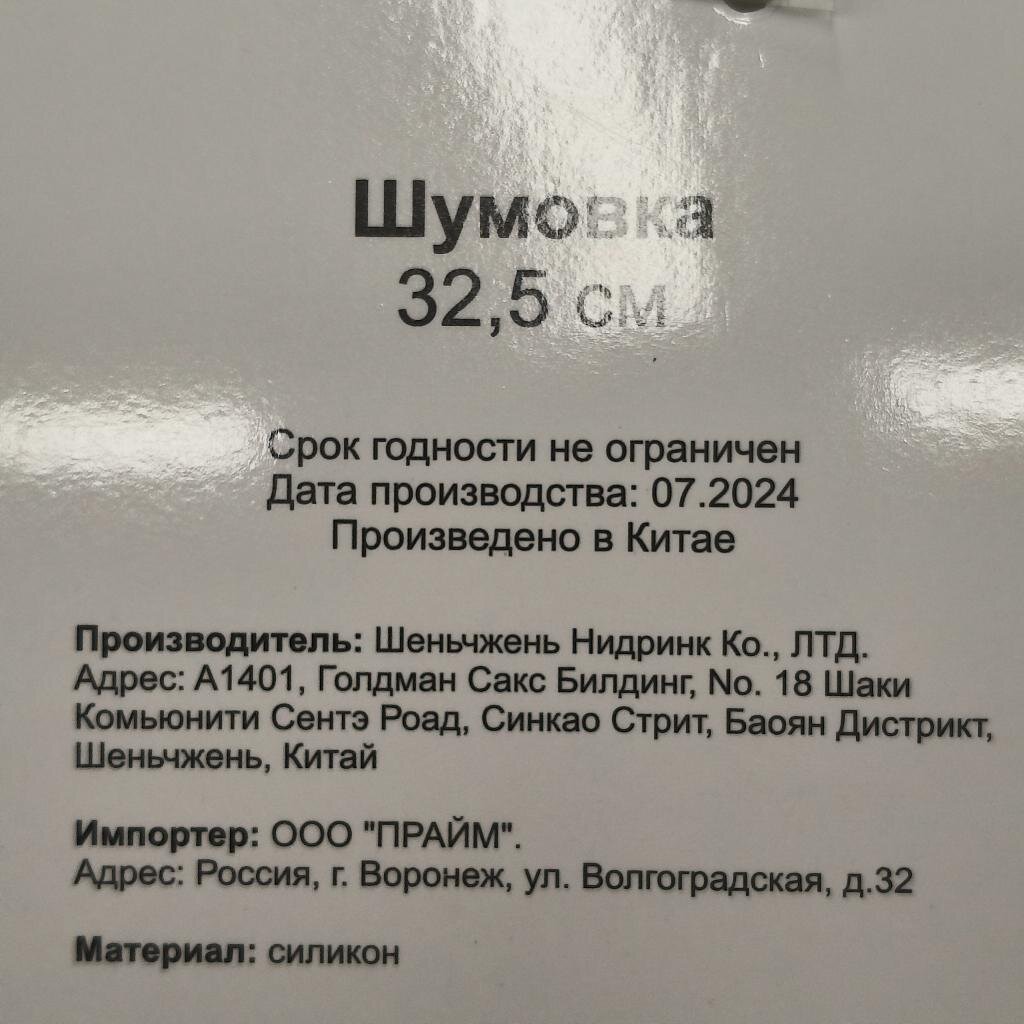 Шумовка
32,5 см
Срок годности не ограничен
Дата производства: 07.2024
Произведено в Китае
Производитель: Шеньчжень Нидринк Ко., ЛТД.
Адрес: А1401, Голдман Сакс Билдинг, No. 18 Шаки
Комьюнити Сентэ Роад, Синкао Стрит, Баоян Дистрикт,
Шеньчжень, Китай
Импортер: ООО "ПРАЙМ".
Адрес: Россия, г. Воронеж, ул. Волгоградская, д.32
Материал: силикон